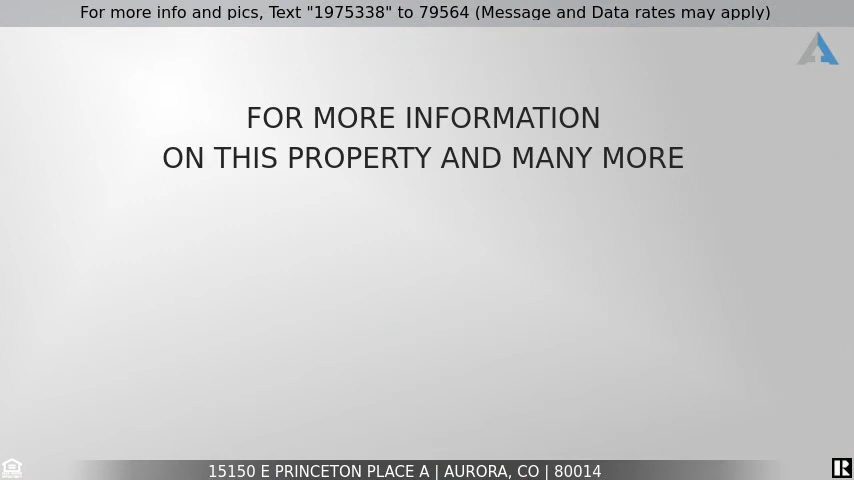 For more info and pics, Text "1975338" to 79564 (Message and Data rates may apply)
FOR MORE INFORMATION
ON THIS PROPERTY AND MANY MORE
15150 E PRINCETON PLACE A | AURORA, CO | 80014